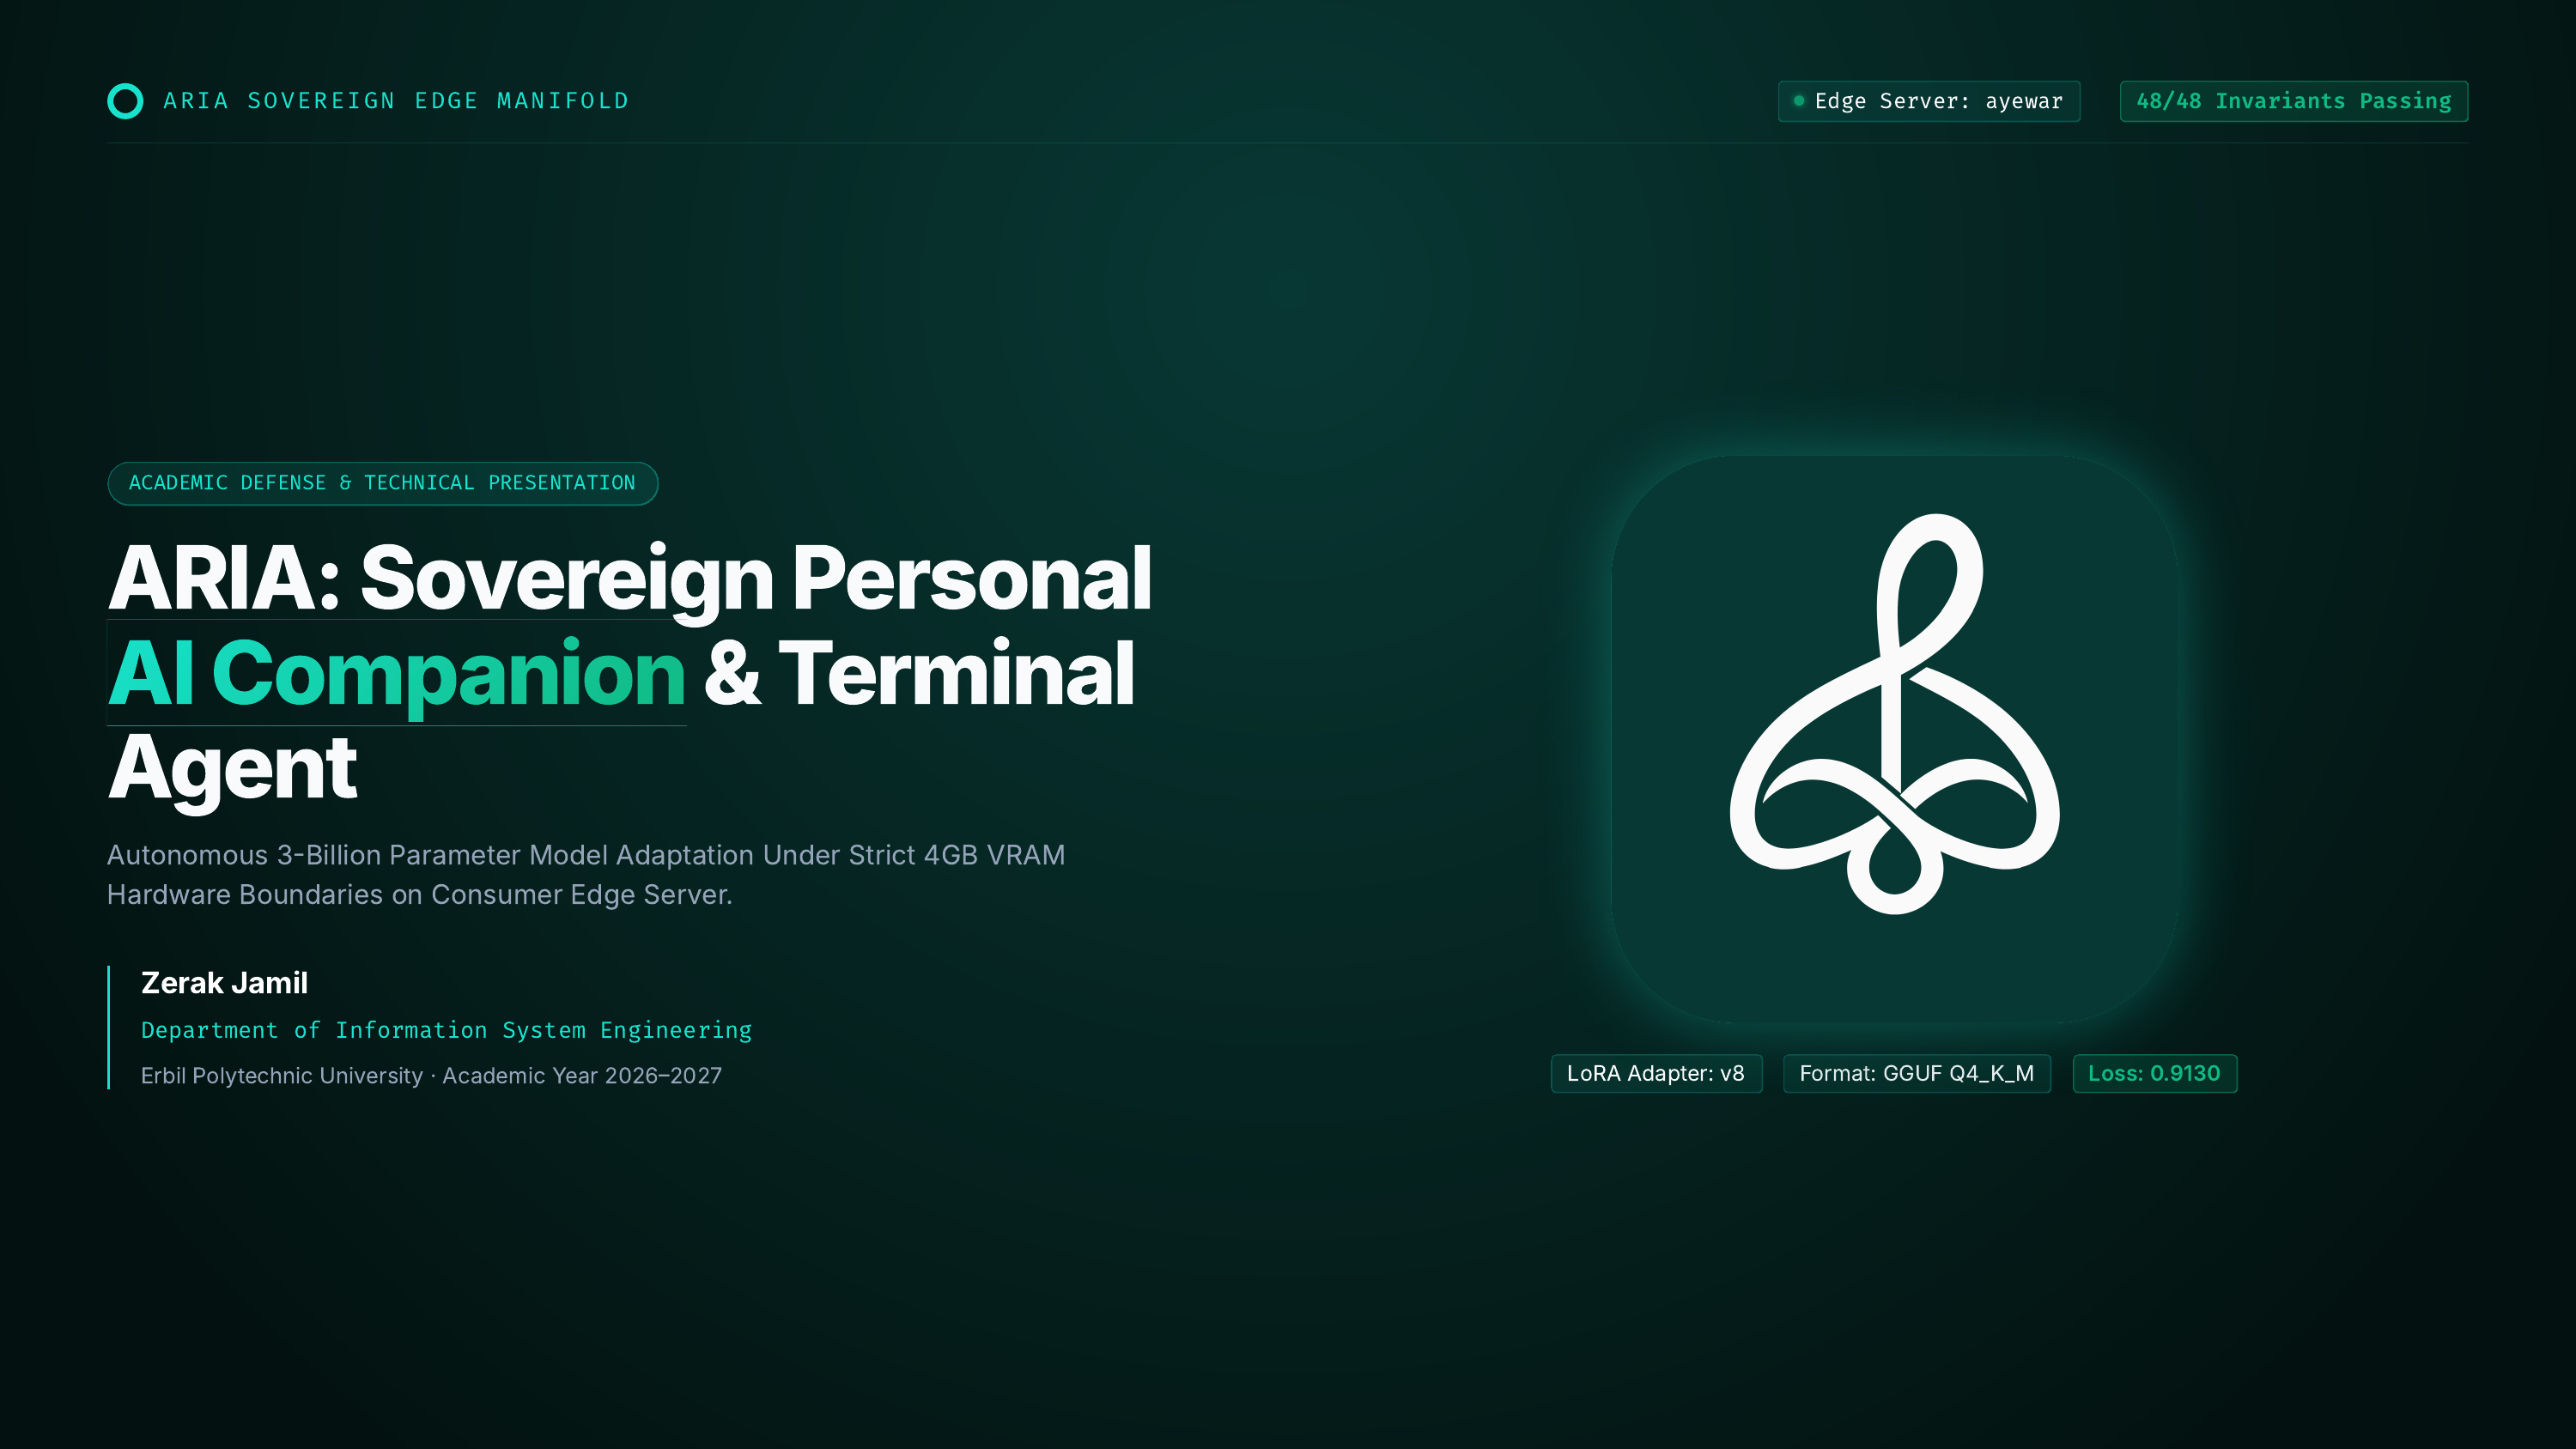 ARIA SOVEREIGN EDGE MANIFOLD
Edge Server: ayewar
48/48 Invariants Passing
ACADEMIC DEFENSE & TECHNICAL PRESENTATION
ARIA: Sovereign Personal
AI Companion & Terminal
Agent
Autonomous 3-Billion Parameter Model Adaptation Under Strict 4GB VRAM
Hardware Boundaries on Consumer Edge Server.
Zerak Jamil
Department of Information System Engineering
Erbil Polytechnic University · Academic Year 2026–2027
LoRA Adapter: v8
Format: GGUF Q4_K_M
Loss: 0.9130